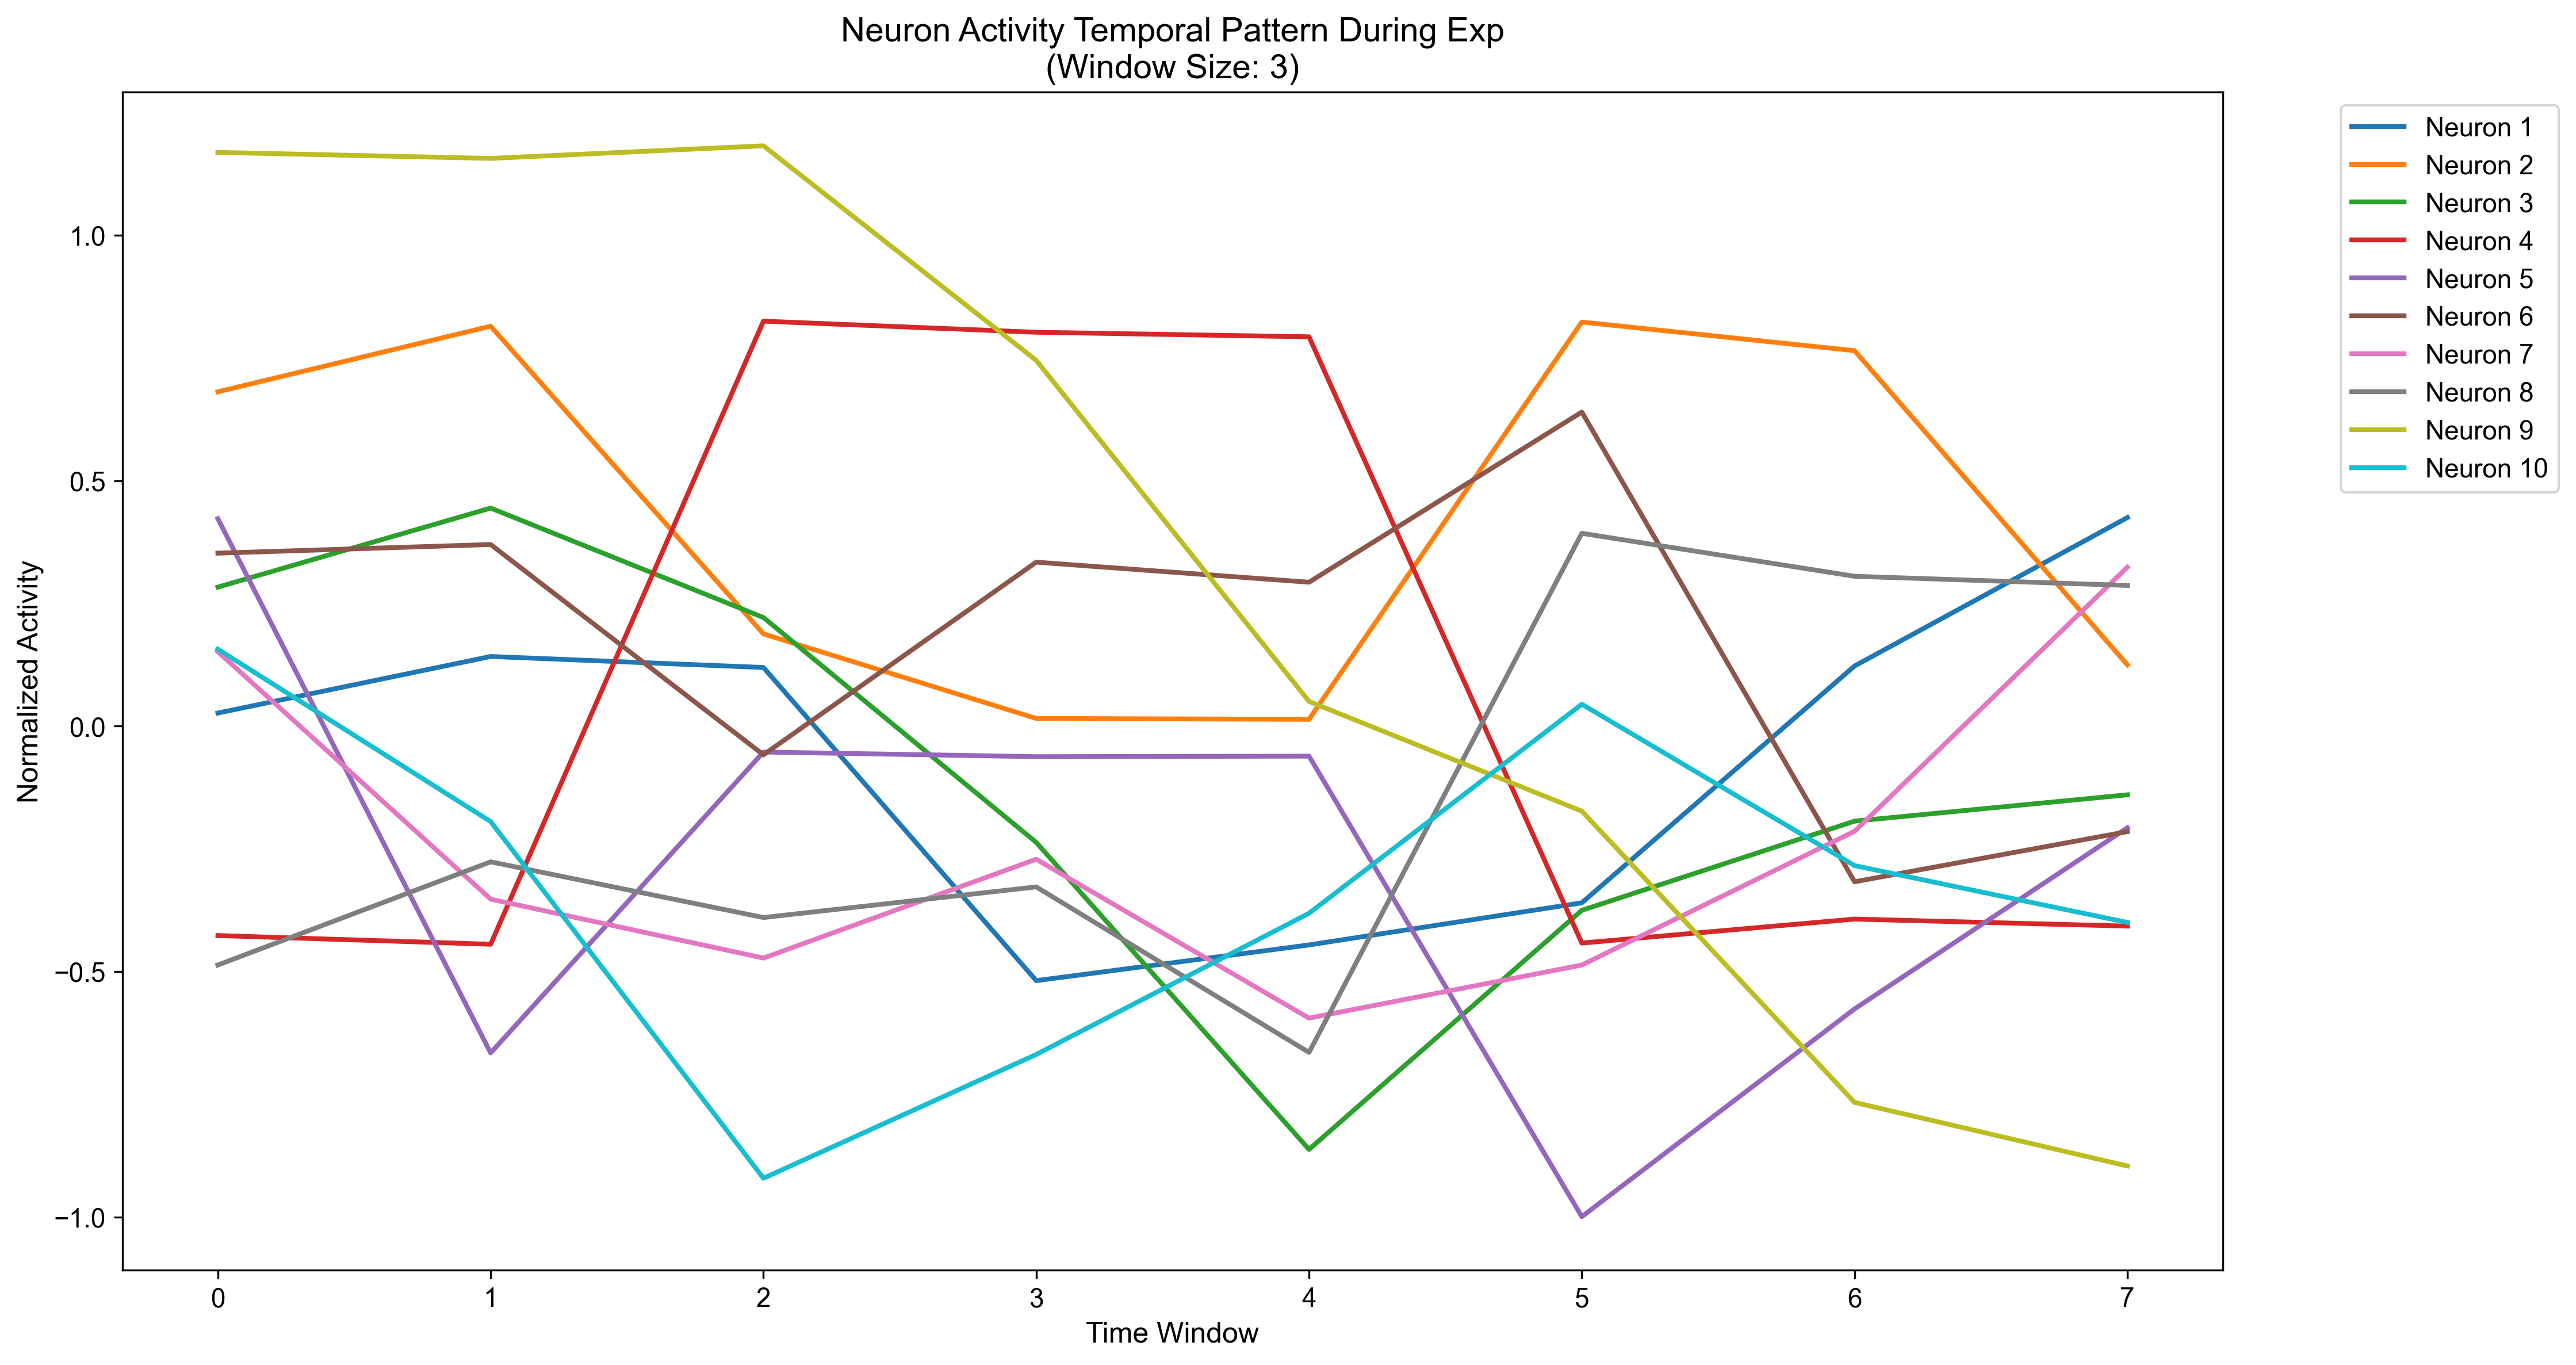 Neuron Activity Temporal Pattern During Exp
(Window Size: 3)
Normalized Activity
1.0
0.5
0.0
−0.5
−1.0
0 1 2 3 4 5 6 7
Time Window
Neuron 1
Neuron 2
Neuron 3
Neuron 4
Neuron 5
Neuron 6
Neuron 7
Neuron 8
Neuron 9
Neuron 10